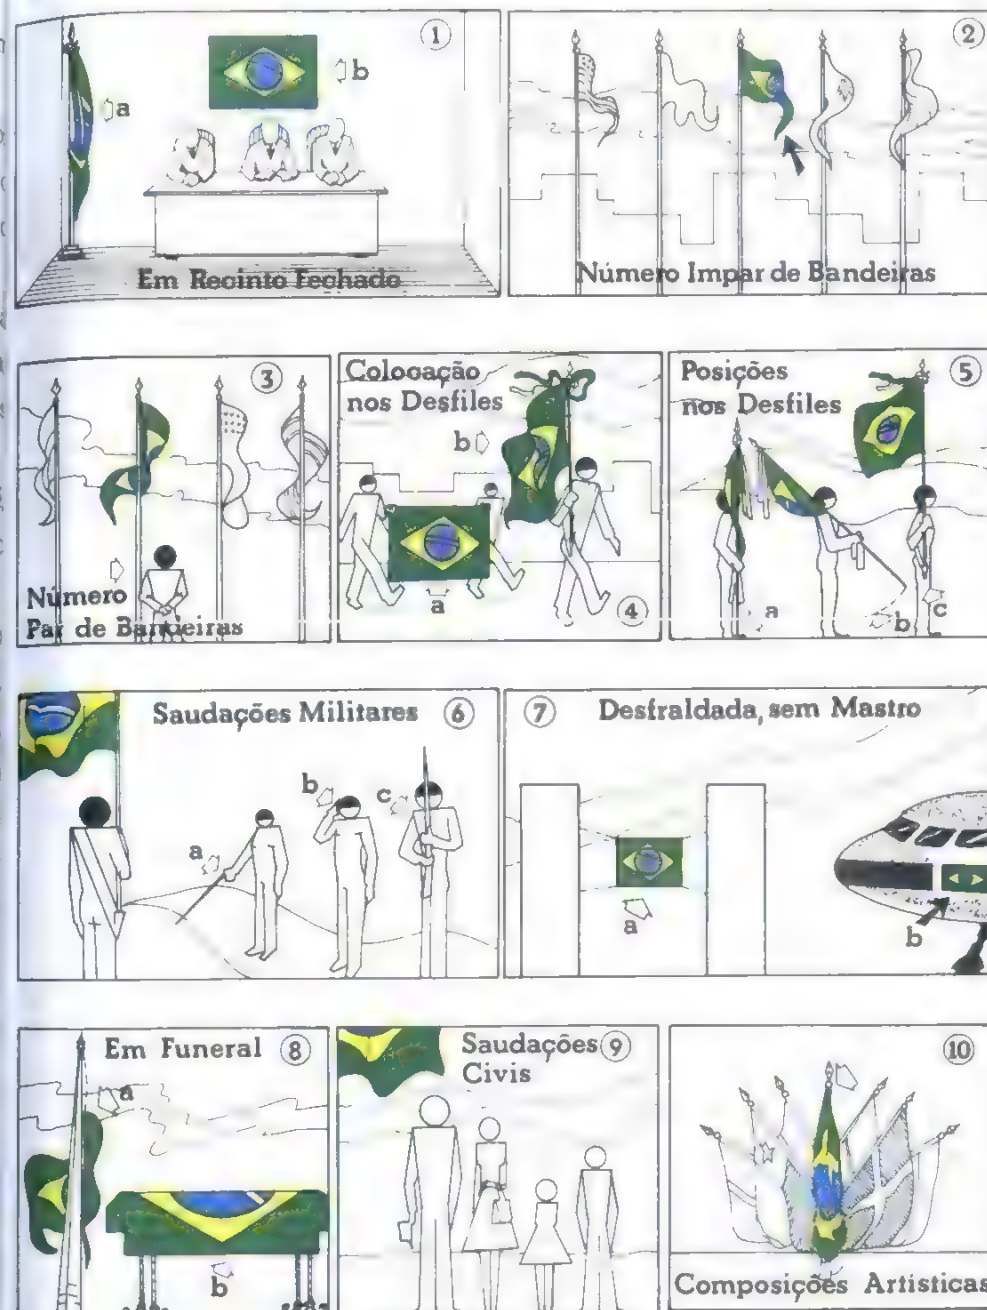 1
a
b
Em Recinto Fechado
2
Número Impar de Bandeiras
3
Número
Par de Bandeiras
Colocação
nos Desfiles
b
a
4
Posições
nos Desfiles
5
a
b
c
Saudações Militares
6
a
b
c
7
Desfraldada, sem Mastro
a
b
Em Funeral
8
a
b
Saudações
9
Civis
10
Composições Artisticas